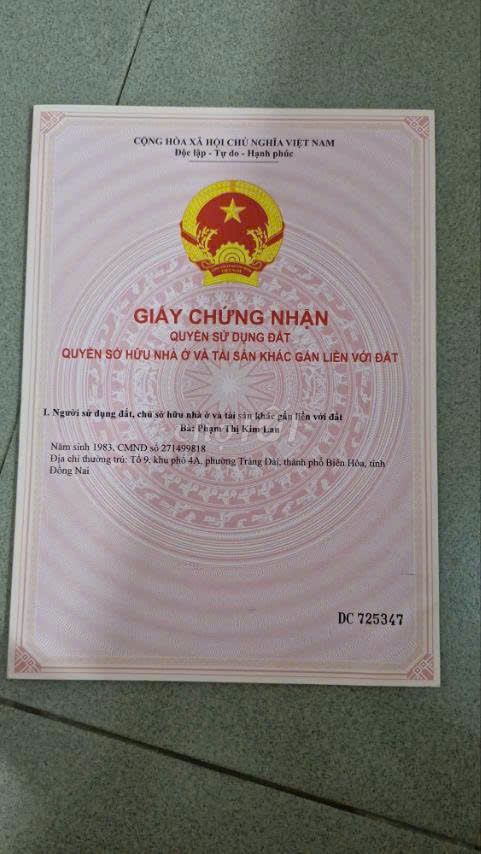 CỘNG HÒA XÃ HỘI CHỦ NGHĨA VIỆT NAM
Độc lập - Tự do - Hạnh phúc
VIỆT NAM
GIẤY CHỨNG NHẬN
QUYỀN SỬ DỤNG ĐẤT
QUYỀN SỞ HỮU NHÀ Ở VÀ TÀI SẢN KHÁC GẮN LIỀN VỚI ĐẤT
I. Người sử dụng đất, chủ sở hữu nhà ở và tài sản khác gắn liền với đất
Bà: Phạm Thị Kim Lan
Năm sinh 1983, CMND số 271499818
Địa chỉ thường trú: Tổ 9, khu phố 4A, phường Trảng Dài, thành phố Biên Hòa, tỉnh
Đồng Nai
DC 725347